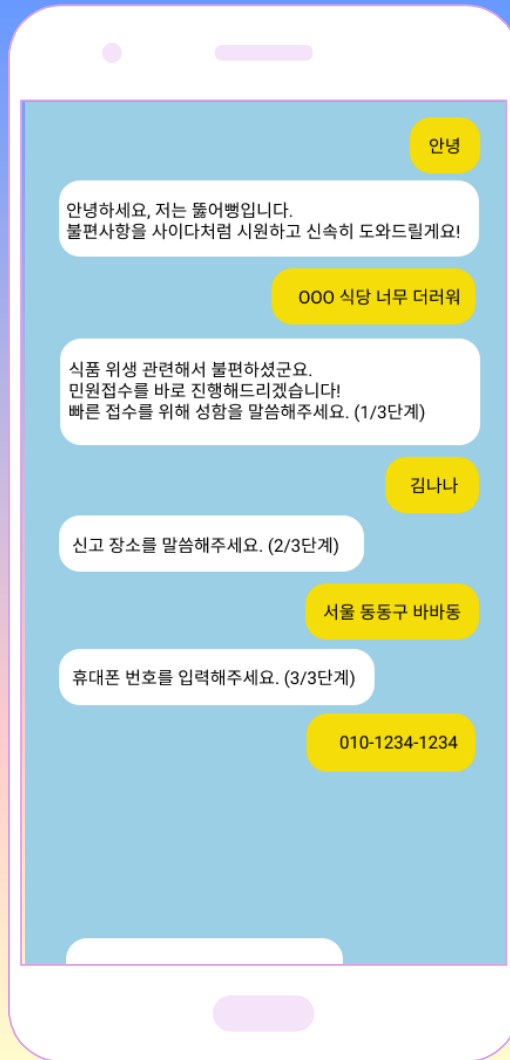 안녕
안녕하세요, 저는 뚫어뻥입니다.
불편사항을 사이다처럼 시원하고 신속히 도와드릴게요!
OOO 식당 너무 더러워
식품 위생 관련해서 불편하셨군요.
민원접수를 바로 진행해드리겠습니다!
빠른 접수를 위해 성함을 말씀해주세요. (1/3단계)
김나나
신고 장소를 말씀해주세요. (2/3단계)
서울 동동구 바바동
휴대폰 번호를 입력해주세요. (3/3단계)
010-1234-1234